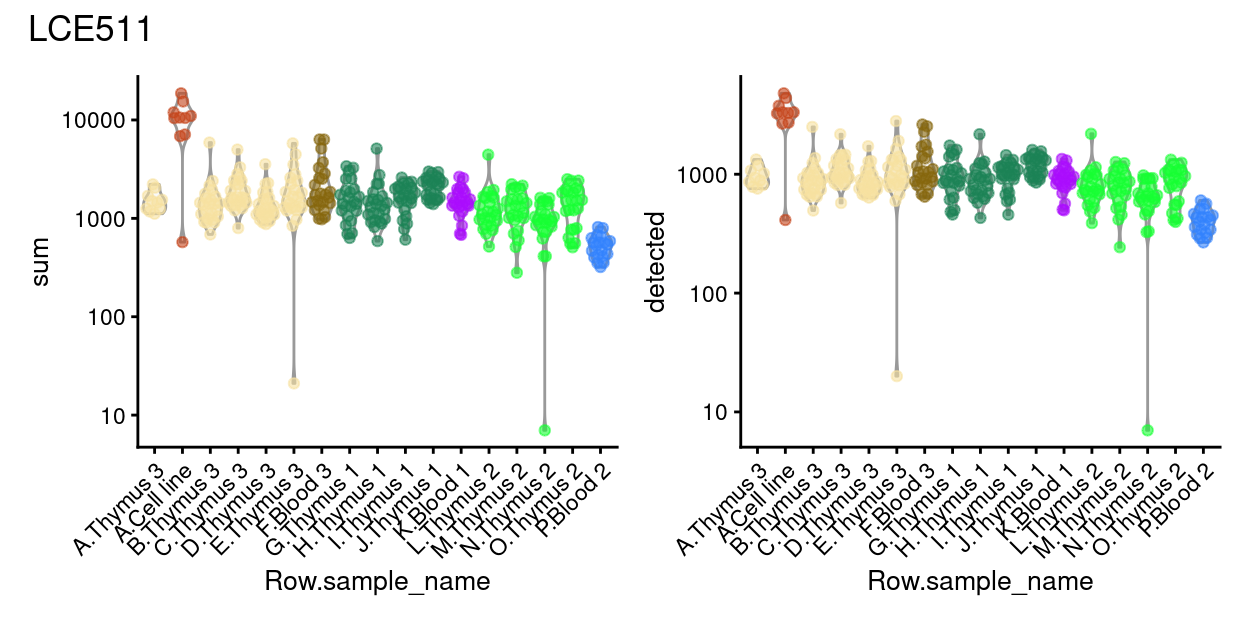 LCE511
sum
10000
1000
100
10
A.Thymus 3
A.Cell line
B.Thymus 3
C.Thymus 3
D.Thymus 3
E.Thymus 3
F.Blood 3
G.Thymus 1
H.Thymus 1
I.Thymus 1
J.Thymus 1
K.Blood 1
L.Thymus 2
M.Thymus 2
N.Thymus 2
O.Thymus 2
P.Blood 2
Row.sample_name
detected
1000
100
10
A.Thymus 3
A.Cell line
B.Thymus 3
C.Thymus 3
D.Thymus 3
E.Thymus 3
F.Blood 3
G.Thymus 1
H.Thymus 1
I.Thymus 1
J.Thymus 1
K.Blood 1
L.Thymus 2
M.Thymus 2
N.Thymus 2
O.Thymus 2
P.Blood 2
Row.sample_name